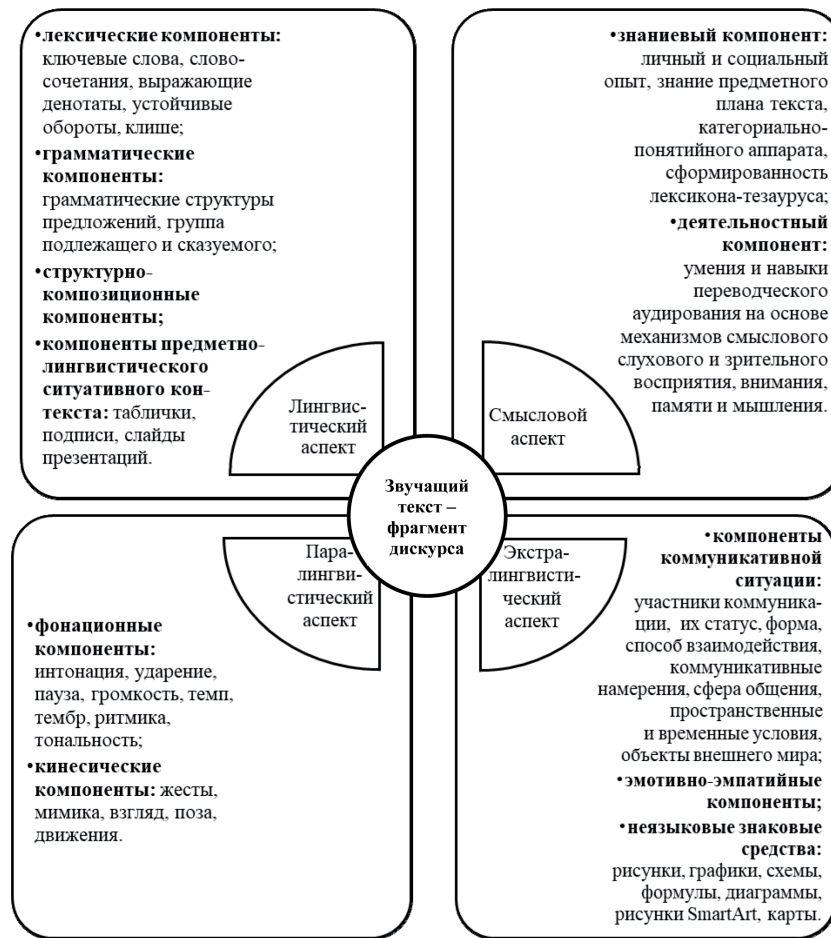 •лексические компоненты:
ключевые слова, слово-
сочетания, выражающие
денотаты, устойчивые
обороты, клише;
•грамматические
компоненты:
грамматические структуры
предложений, группа
подлежащего и сказуемого;
•структурно-
композиционные
компоненты;
•компоненты предметно-
лингвистического
ситуативного кон-
текста: таблички,
подписи, слайды
презентаций.
Лингвис-
тический
аспект
•знаниевый компонент:
личный и социальный
опыт, знание предметного
плана текста,
категориально-
понятийного аппарата,
сформированность
лексикона-тезауруса;
•деятельностный
компонент:
умения и навыки
переводческого
аудирования на основе
механизмов смыслового
слухового и зрительного
восприятия, внимания,
памяти и мышления.
Смысловой
аспект
Звучащий
текст –
фрагмент
дискурса
Пара-
лингви-
стический
аспект
•фонационные
компоненты:
интонация, ударение,
пауза, громкость, темп,
тембр, ритмика,
тональность;
•кинесические
компоненты: жесты,
мимика, взгляд, поза,
движения.
Экстра-
лингвисти-
ческий
аспект
•компоненты
коммуникативной
ситуации:
участники коммуника-
ции, их статус, форма,
способ взаимодействия,
коммуникативные
намерения, сфера общения,
пространственные
и временные условия,
объекты внешнего мира;
•эмотивно-эмпатийные
компоненты;
•неязыковые знаковые
средства:
рисунки, графики, схемы,
формулы, диаграммы,
рисунки SmartArt, карты.